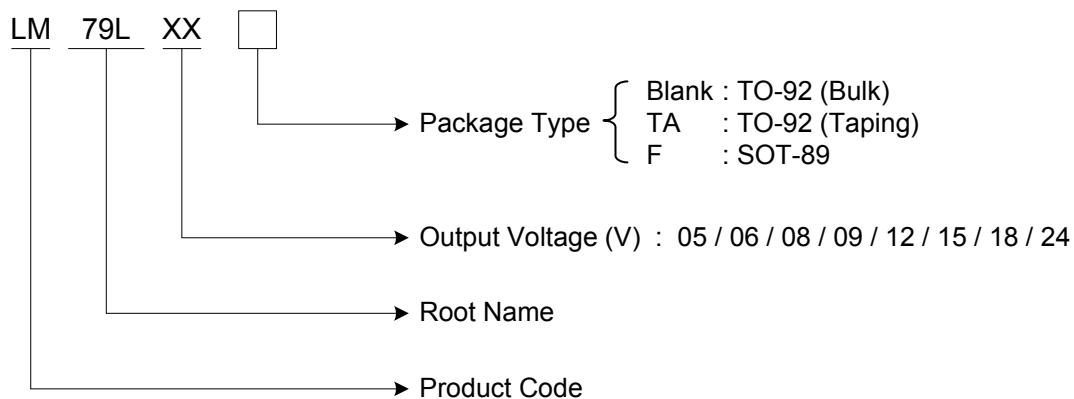 LM 79L XX
Blank : TO-92 (Bulk)
Package Type TA : TO-92 (Taping)
F : SOT-89
Output Voltage (V) : 05 / 06 / 08 / 09 / 12 / 15 / 18 / 24
Root Name
Product Code